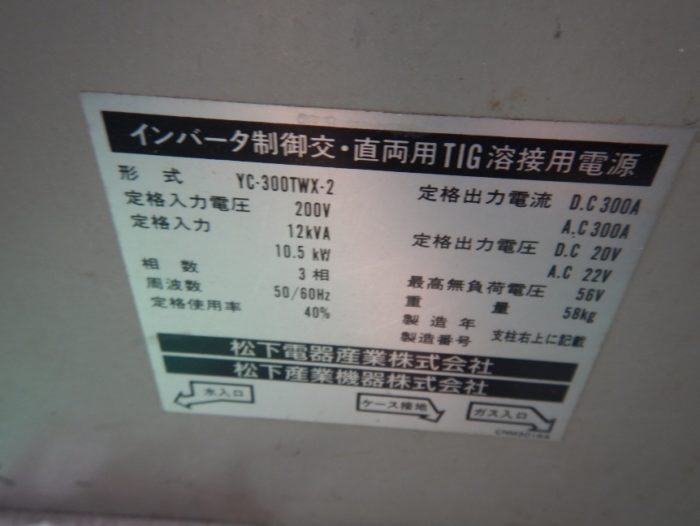 インバータ制御交・直両用TIG溶接用電源
形式 YC-300TWX-2
定格入力電圧 200V
定格入力 12kVA
10.5 kW
相数 3相
周波数 50/60Hz
定格使用率 40%
定格出力電流 D.C 300A
A.C 300A
定格出力電圧 D.C 20V
A.C 22V
最高無負荷電圧 56V
重量 58kg
製造年
製造番号 支柱右上に記載
松下電器産業株式会社
松下産業機器株式会社
水入口
ケース接地
ガス入口